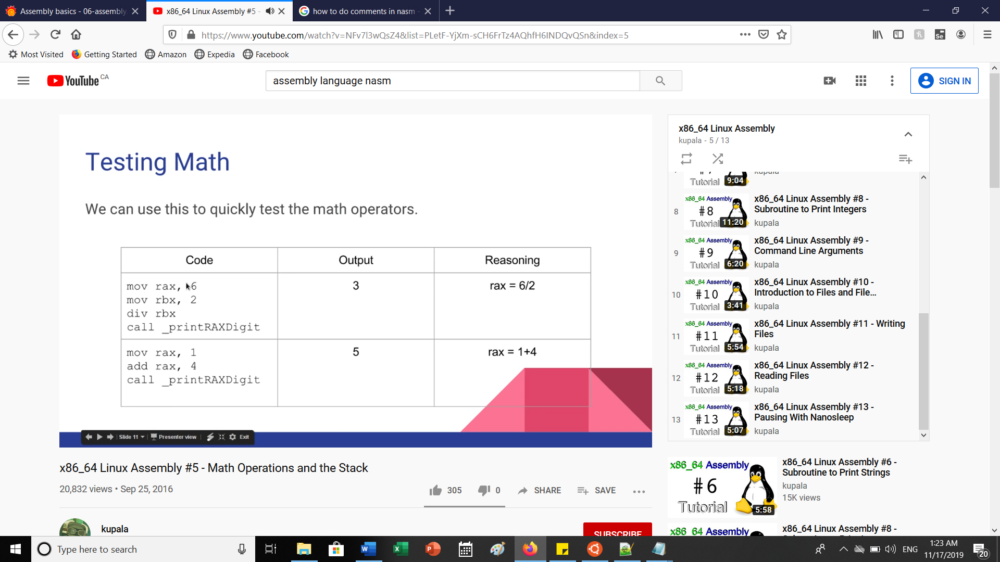 Assembly basics - 06-assembly
x86_64 Linux Assembly #5 -
how to do comments in nasm -
https://www.youtube.com/watch?v=NFv7l3wQsZ4&list=PLetF-YjXm-sCH6FrTz4AQhfH6INDQvQSn&index=5
Most Visited
Getting Started
Amazon
Expedia
Facebook
YouTube CA
assembly language nasm
SIGN IN
Testing Math
We can use this to quickly test the math operators.
Code Output Reasoning
mov rax, 6
mov rbx, 2
div rbx
call _printRAXDigit
3
rax = 6/2
mov rax, 1
add rax, 4
call _printRAXDigit
5
rax = 1+4
Slide 11
Presenter view
Exit
x86_64 Linux Assembly #5 - Math Operations and the Stack
20,832 views • Sep 25, 2016
305
0
SHARE
SAVE
kupala
SUBSCRIBE
x86_64 Linux Assembly
kupala - 5 / 13
Tutorial
9:04
kupala
8
x86_64 Assembly
#8
Tutorial
11:20
x86_64 Linux Assembly #8 -
Subroutine to Print Integers
kupala
9
x86_64 Assembly
#9
Tutorial
6:20
x86_64 Linux Assembly #9 -
Command Line Arguments
kupala
10
x86_64 Assembly
#10
Tutorial
3:41
x86_64 Linux Assembly #10 -
Introduction to Files and File...
kupala
11
x86_64 Assembly
#11
Tutorial
5:54
x86_64 Linux Assembly #11 - Writing
Files
kupala
12
x86_64 Assembly
#12
Tutorial
5:18
x86_64 Linux Assembly #12 -
Reading Files
kupala
13
x86_64 Assembly
#13
Tutorial
5:07
x86_64 Linux Assembly #13 -
Pausing With Nanosleep
kupala
x86_64 Assembly
#6
Tutorial
5:58
x86_64 Linux Assembly #6 -
Subroutine to Print Strings
kupala
15K views
x86_64 Assembly
x86_64 Linux Assembly #8 -
Type here to search
ENG
1:23 AM
11/17/2019
20